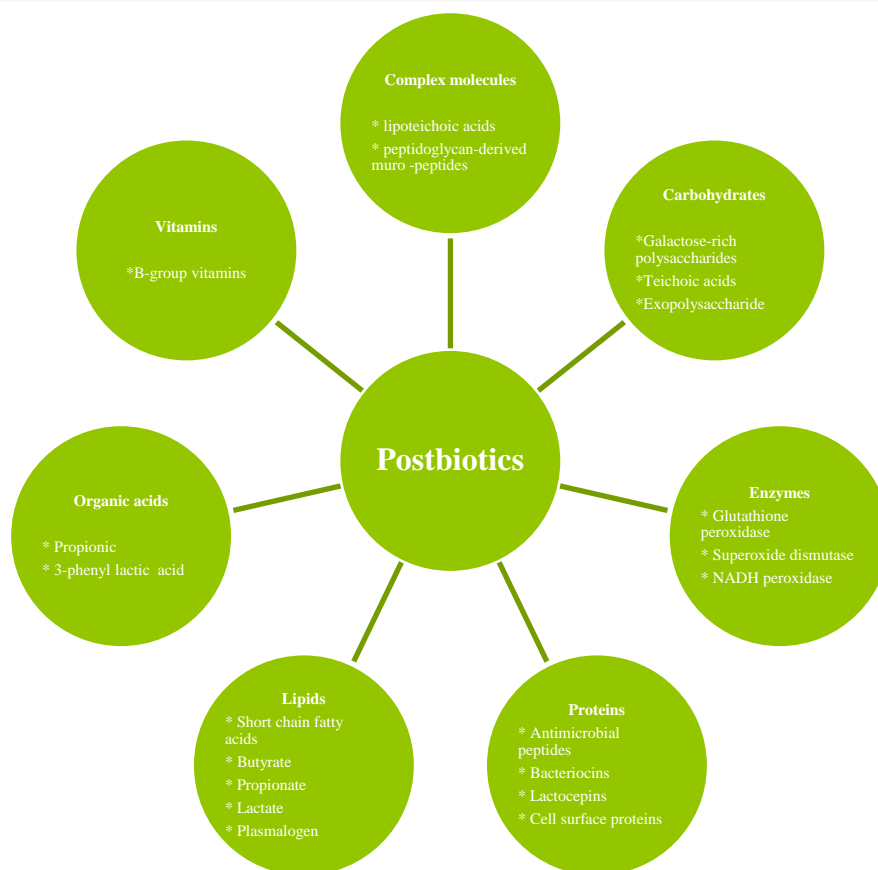 Complex molecules
* lipoteichoic acids
* peptidoglycan-derived
muro -peptides
Carbohydrates
*Galactose-rich
polysaccharides
*Teichoic acids
*Exopolysaccharide
Vitamins
*B-group vitamins
Postbiotics
Enzymes
* Glutathione
peroxidase
* Superoxide dismutase
* NADH peroxidase
Organic acids
* Propionic
* 3-phenyl lactic  acid
Lipids
* Short chain fatty
acids
* Butyrate
* Propionate
* Lactate
* Plasmalogen
Proteins
* Antimicrobial
peptides
* Bacteriocins
* Lactocepins
* Cell surface proteins